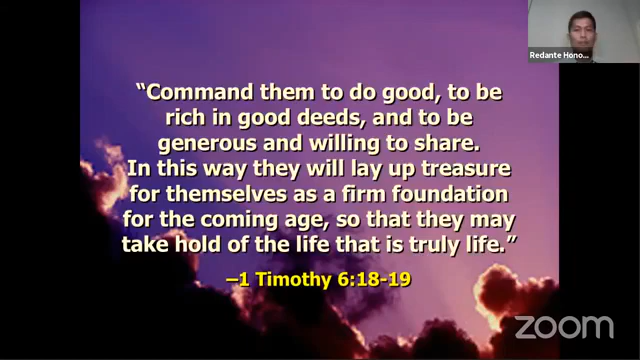 Redante Hono...
“Command them to do good, to be
rich in good deeds, and to be
generous and willing to share.
In this way they will lay up treasure
for themselves as a firm foundation
for the coming age, so that they may
take hold of the life that is truly life.”
–1 Timothy 6:18-19
zoom